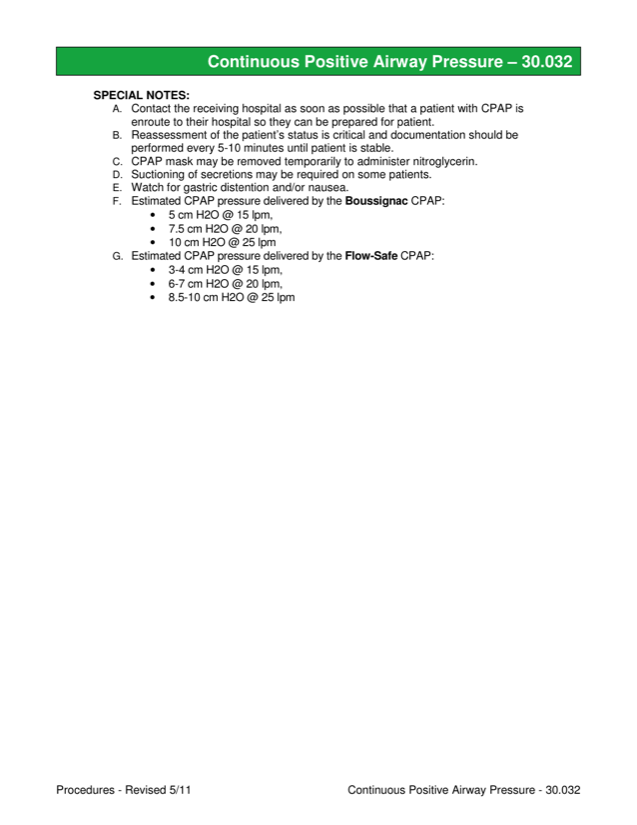 Continuous Positive Airway Pressure – 30.032
SPECIAL NOTES:
A. Contact the receiving hospital as soon as possible that a patient with CPAP is
enroute to their hospital so they can be prepared for patient.
B. Reassessment of the patient's status is critical and documentation should be
performed every 5-10 minutes until patient is stable.
C. CPAP mask may be removed temporarily to administer nitroglycerin.
D. Suctioning of secretions may be required on some patients.
E. Watch for gastric distention and/or nausea.
F. Estimated CPAP pressure delivered by the Boussignac CPAP:
• 5 cm H2O @ 15 lpm,
• 7.5 cm H2O @ 20 lpm,
• 10 cm H2O @ 25 lpm
G. Estimated CPAP pressure delivered by the Flow-Safe CPAP:
• 3-4 cm H2O @ 15 lpm,
• 6-7 cm H2O @ 20 lpm,
• 8.5-10 cm H2O @ 25 lpm
Procedures - Revised 5/11 Continuous Positive Airway Pressure - 30.032